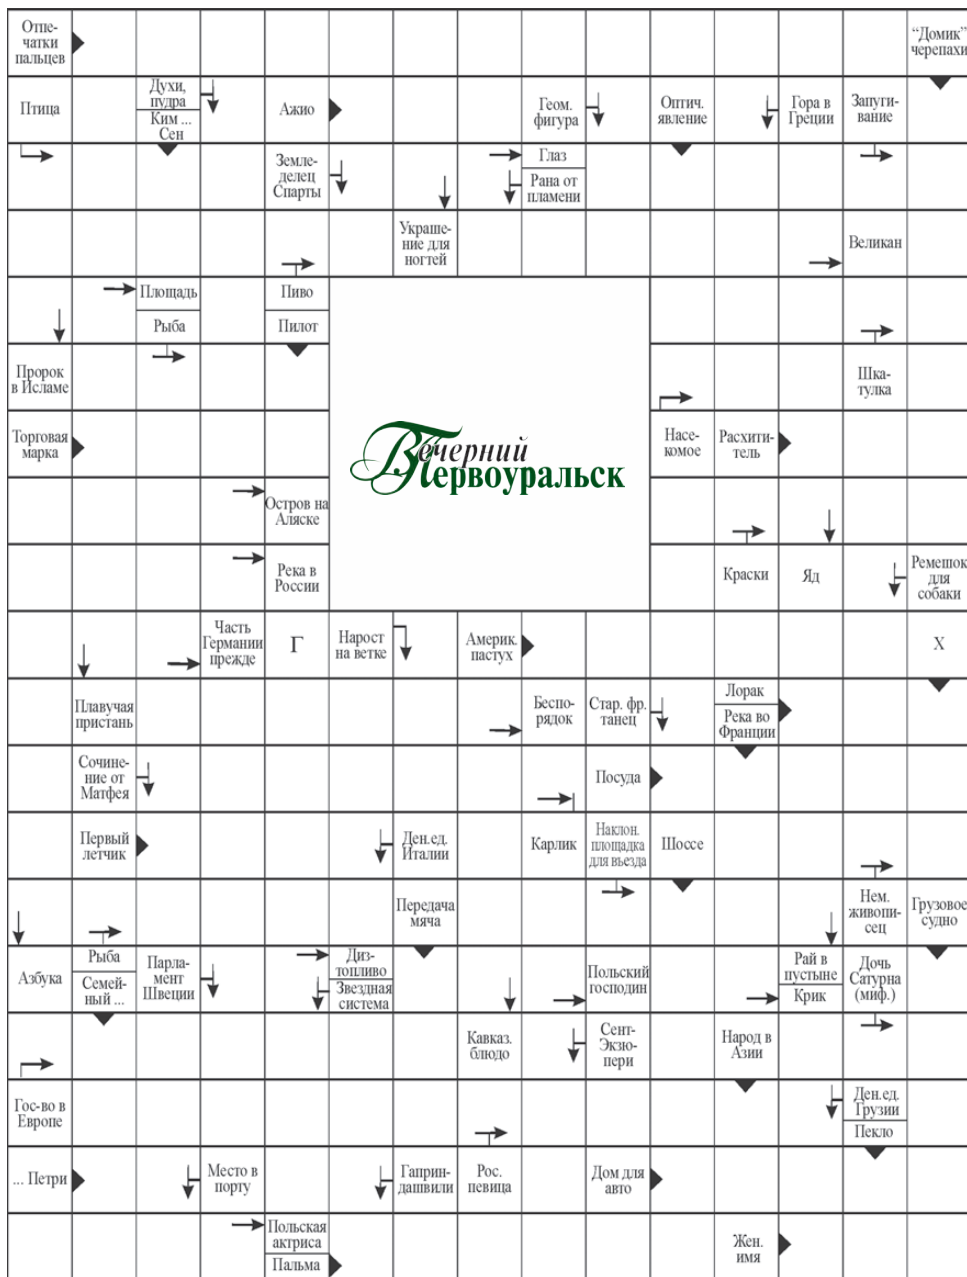 Отпе-
чатки
пальцев
“Домик”
черепахи
Птица
Духи,
пудра
Ким ...
Сен
Ажио
Геом.
фигура
Оптич.
явление
Гора в
Греции
Запуги-
вание
Земле-
делец
Спарты
Глаз
Рана от
пламени
Украше-
ние для
ногтей
Великан
Площадь
Рыба
Пиво
Пилот
Пророк
в Исламе
Шка-
тулка
Вечерний
Первоуральск
Торговая
марка
Насе-
комое
Расхити-
тель
Остров на
Аляске
Река в
России
Краски
Яд
Ремешок
для
собаки
Часть
Германии
прежде
Г
Нарост
на ветке
Америк.
пастух
Х
Плавучая
пристань
Беспо-
рядок
Стар. фр.
танец
Лорак
Река во
Франции
Сочине-
ние от
Матфея
Посуда
Первый
летчик
Ден.ед.
Италии
Карлик
Наклон.
площадка
для въезда
Шоссе
Передача
мяча
Нем.
живопи-
сец
Грузовое
судно
Азбука
Рыба
Семей-
ный ...
Парла-
мент
Швеции
Диз-
топливо
Звездная
система
Польский
господин
Рай в
пустыне
Крик
Дочь
Сатурна
(миф.)
Кавказ.
блюдо
Сент-
Экзю-
пери
Народ в
Азии
Гос-во в
Европе
Ден.ед.
Грузии
Пекло
... Петри
Место в
порту
Гаприн-
дашвили
Рос.
певица
Дом для
авто
Польская
актриса
Пальма
Жен.
имя